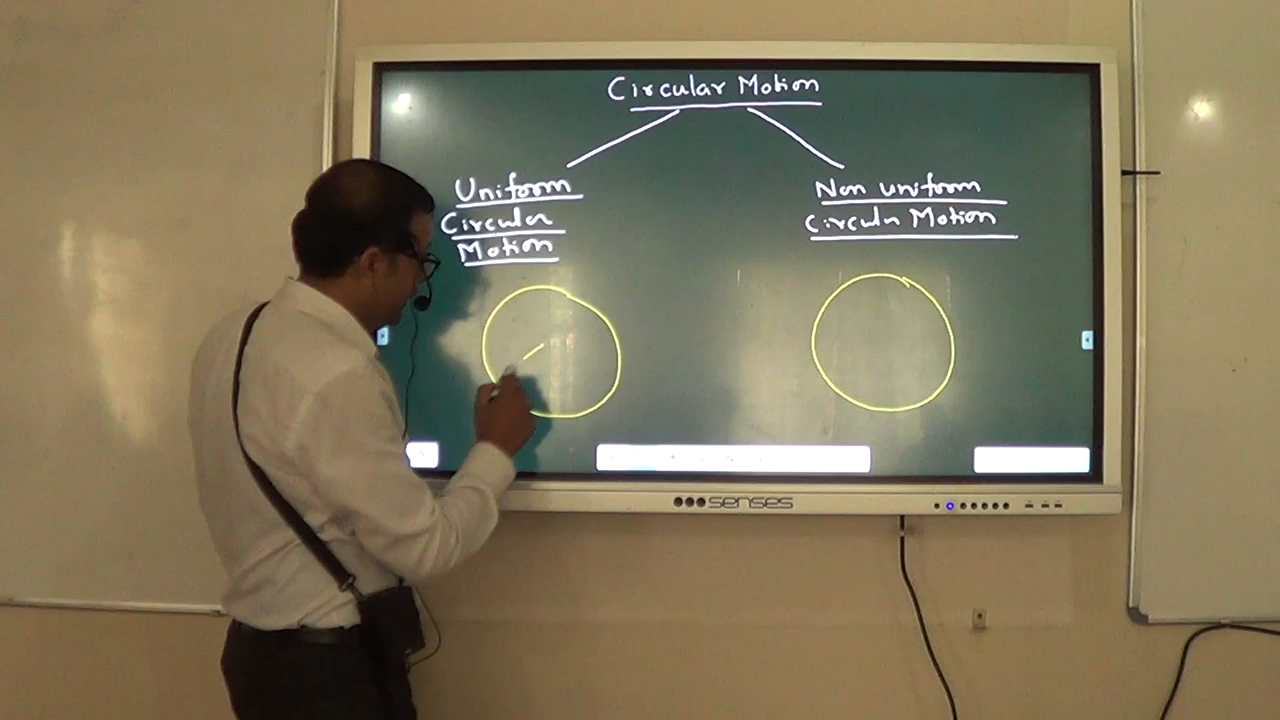 Circular Motion
Uniform
Circular
Motion
Non uniform
Circular Motion
senses